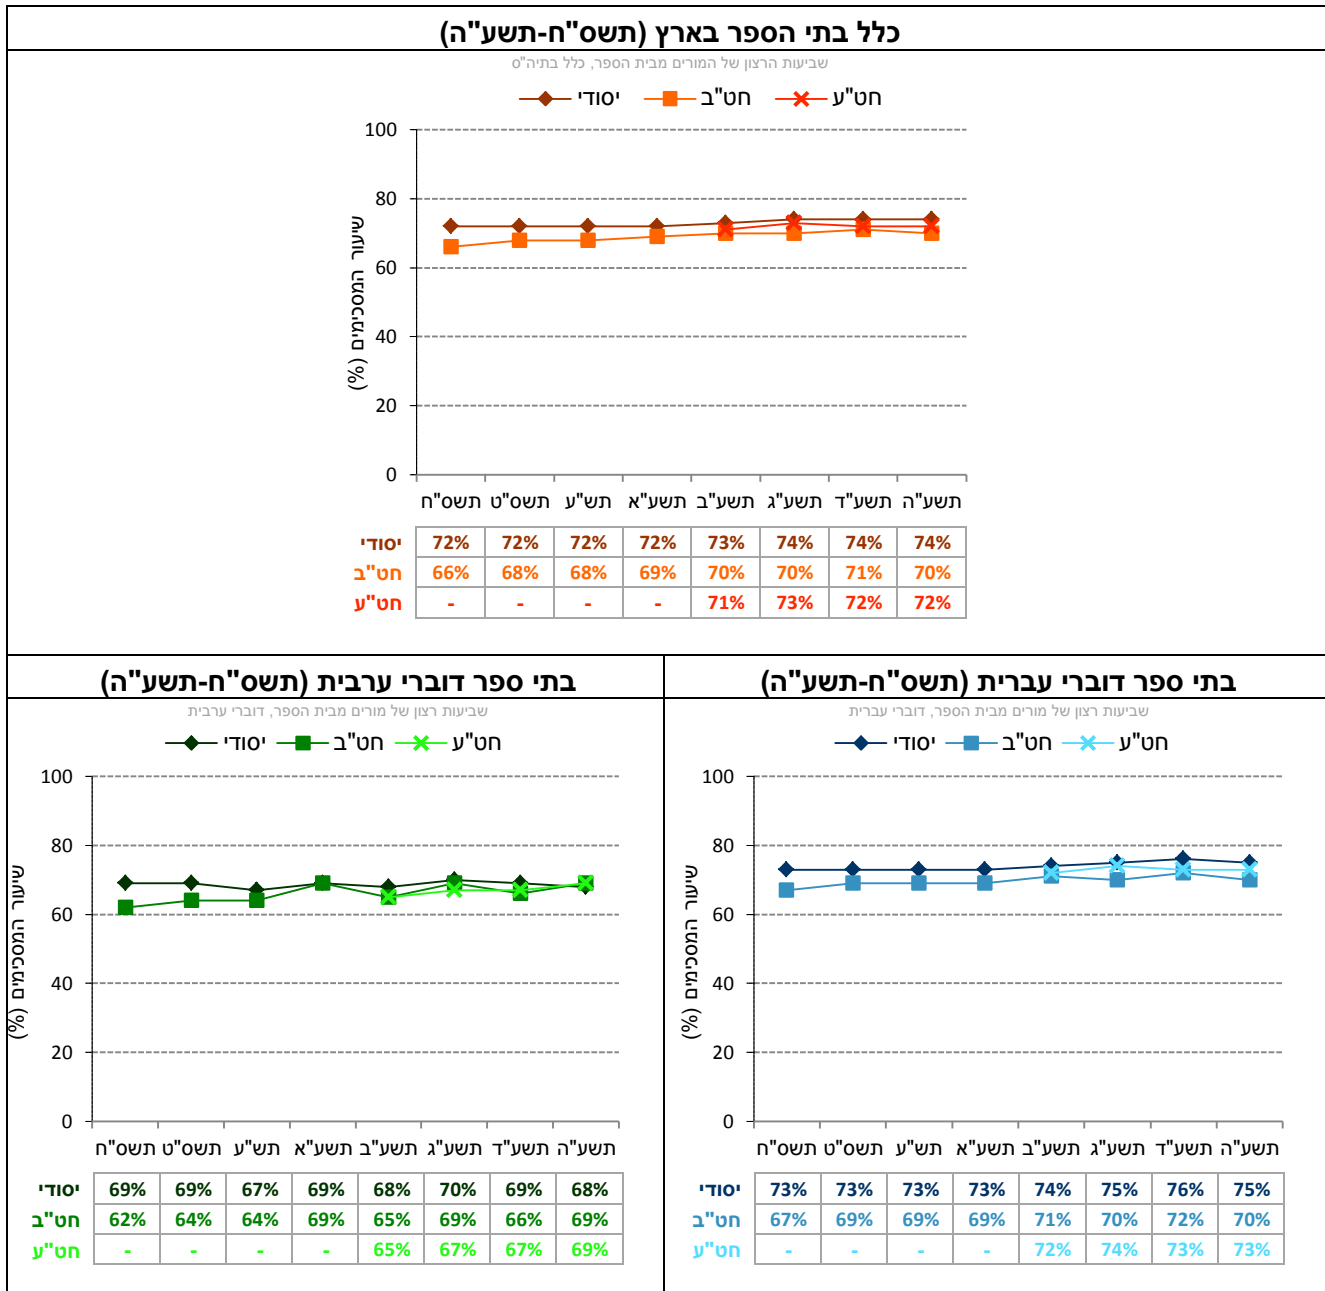 כלל בתי הספר בארץ (תשס"ח-תשע"ה)
שביעות הרצון של המורים מבית הספר, כלל בתיה"ס
יסודי חט"ב חט"ע
שיעור המסכימים (%)
100
80
60
40
20
0
תשס"ח תשס"ט תש"ע תשע"א תשע"ב תשע"ג תשע"ד תשע"ה
יסודי 72% 72% 72% 72% 73% 74% 74% 74%
חט"ב 66% 68% 68% 69% 70% 70% 71% 70%
חט"ע - - - - 71% 73% 72% 72%
בתי ספר דוברי עברית (תשס"ח-תשע"ה)
שביעות רצון של מורים מבית הספר, דוברי עברית
יסודי חט"ב חט"ע
שיעור המסכימים (%)
100
80
60
40
20
0
תשס"ח תשס"ט תש"ע תשע"א תשע"ב תשע"ג תשע"ד תשע"ה
יסודי 73% 73% 73% 73% 74% 75% 76% 75%
חט"ב 67% 69% 69% 69% 71% 70% 72% 70%
חט"ע - - - - 72% 74% 73% 73%
בתי ספר דוברי ערבית (תשס"ח-תשע"ה)
שביעות רצון של מורים מבית הספר, דוברי ערבית
יסודי חט"ב חט"ע
שיעור המסכימים (%)
100
80
60
40
20
0
תשס"ח תשס"ט תש"ע תשע"א תשע"ב תשע"ג תשע"ד תשע"ה
יסודי 69% 69% 67% 69% 68% 70% 69% 68%
חט"ב 62% 64% 64% 69% 65% 69% 66% 69%
חט"ע - - - - 65% 67% 67% 69%